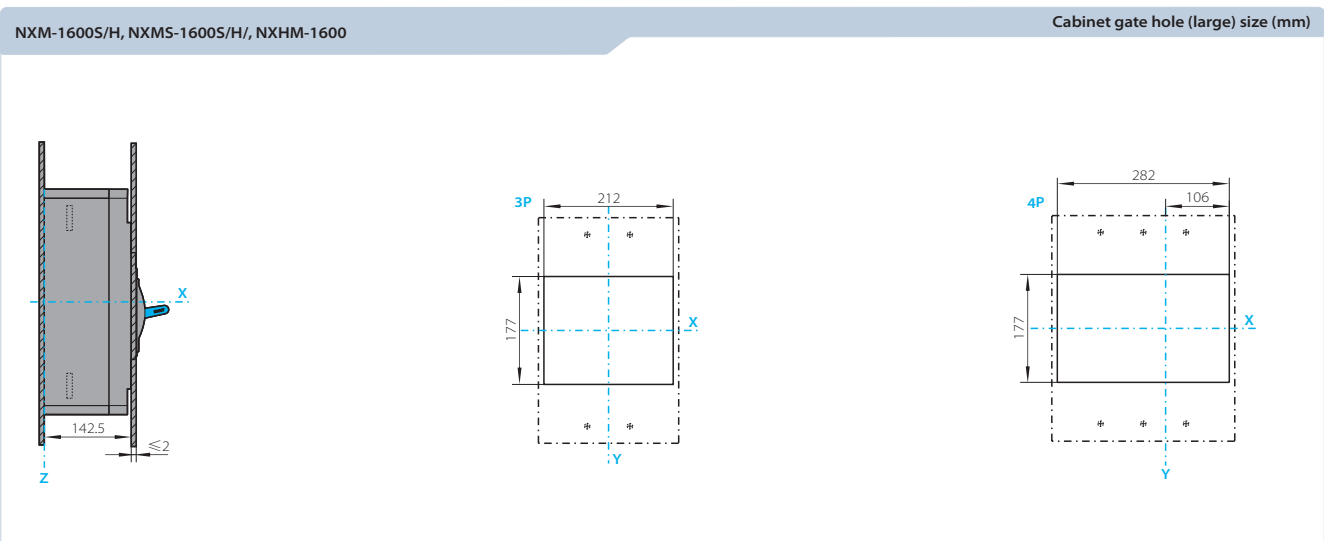 NXM-1600S/H, NXMS-1600S/H/, NXHM-1600
Cabinet gate hole (large) size (mm)
X
142.5
≤2
Z
3P
212
177
X
Y
4P
282
106
177
X
Y